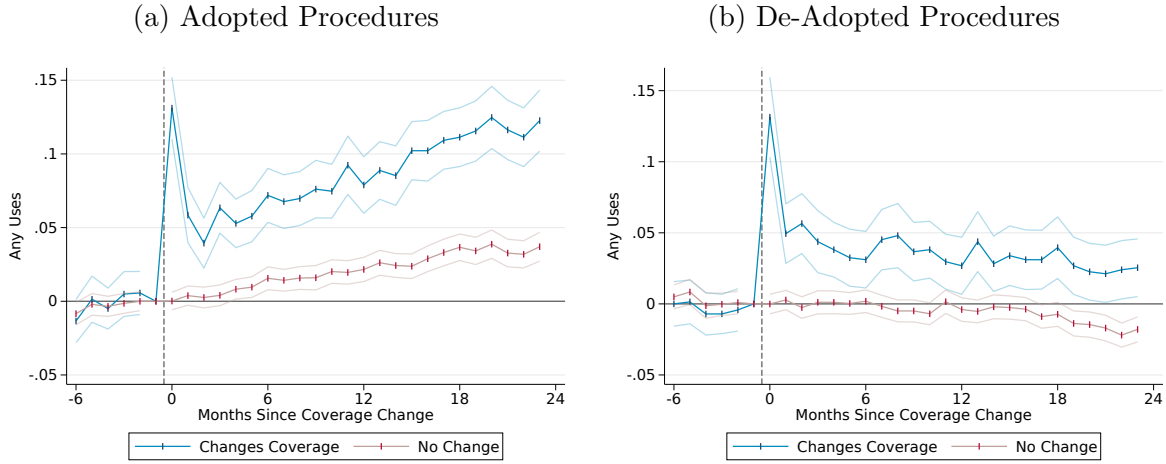 (a) Adopted Procedures
.15
.1
.05
0
-.05
Any Uses
-6
0
6
12
18
24
Months Since Coverage Change
Changes Coverage
No Change
(b) De-Adopted Procedures
.15
.1
.05
0
-.05
Any Uses
-6
0
6
12
18
24
Months Since Coverage Change
Changes Coverage
No Change